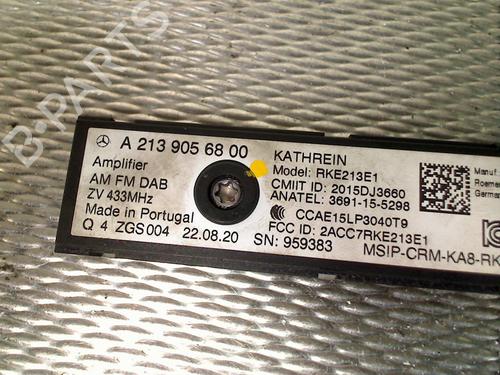 B-PARTS
A 213 905 68 00
Amplifier
AM FM DAB
ZV 433MHz
Made in Portugal
Q 4 ZGS 004 22.08.20
KATHREIN
Model: RKE213E1
CMIIT ID: 2015DJ3660
ANATEL: 3691-15-5298
CCAE15LP3040T9
FCC ID: 2ACC7RKE213E1
SN: 959383
MSIP-CRM-KA8-RK
Manuf
Rosem
German